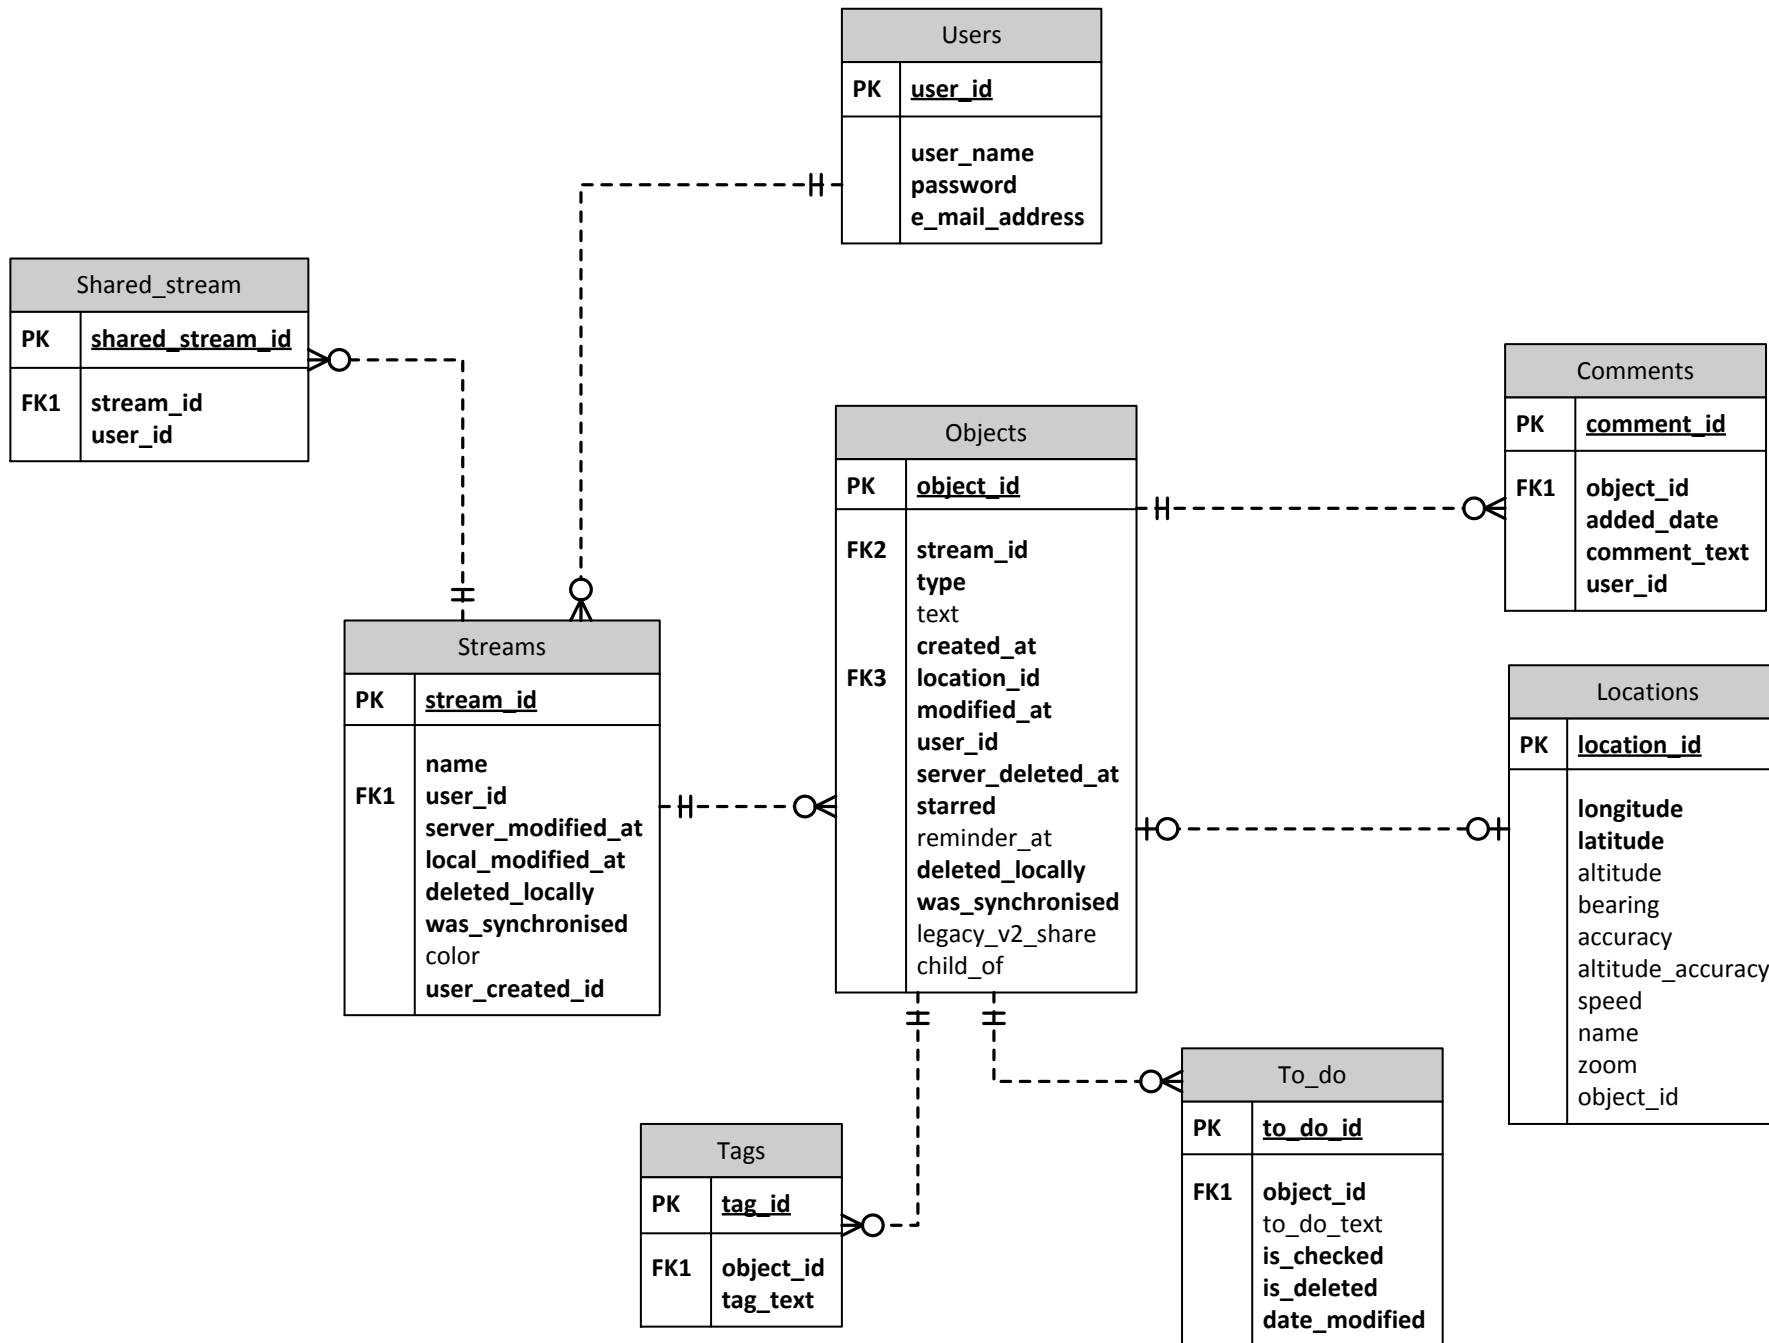 Users
PK user_id
user_name
password
e_mail_address
Shared_stream
PK shared_stream_id
FK1 stream_id
user_id
Streams
PK stream_id
name
FK1 user_id
server_modified_at
local_modified_at
deleted_locally
was_synchronised
color
user_created_id
Objects
PK object_id
FK2 stream_id
type
text
created_at
FK3 location_id
modified_at
user_id
server_deleted_at
starred
reminder_at
deleted_locally
was_synchronised
legacy_v2_share
child_of
Comments
PK comment_id
FK1 object_id
added_date
comment_text
user_id
Locations
PK location_id
longitude
latitude
altitude
bearing
accuracy
altitude_accuracy
speed
name
zoom
object_id
Tags
PK tag_id
FK1 object_id
tag_text
To_do
PK to_do_id
FK1 object_id
to_do_text
is_checked
is_deleted
date_modified